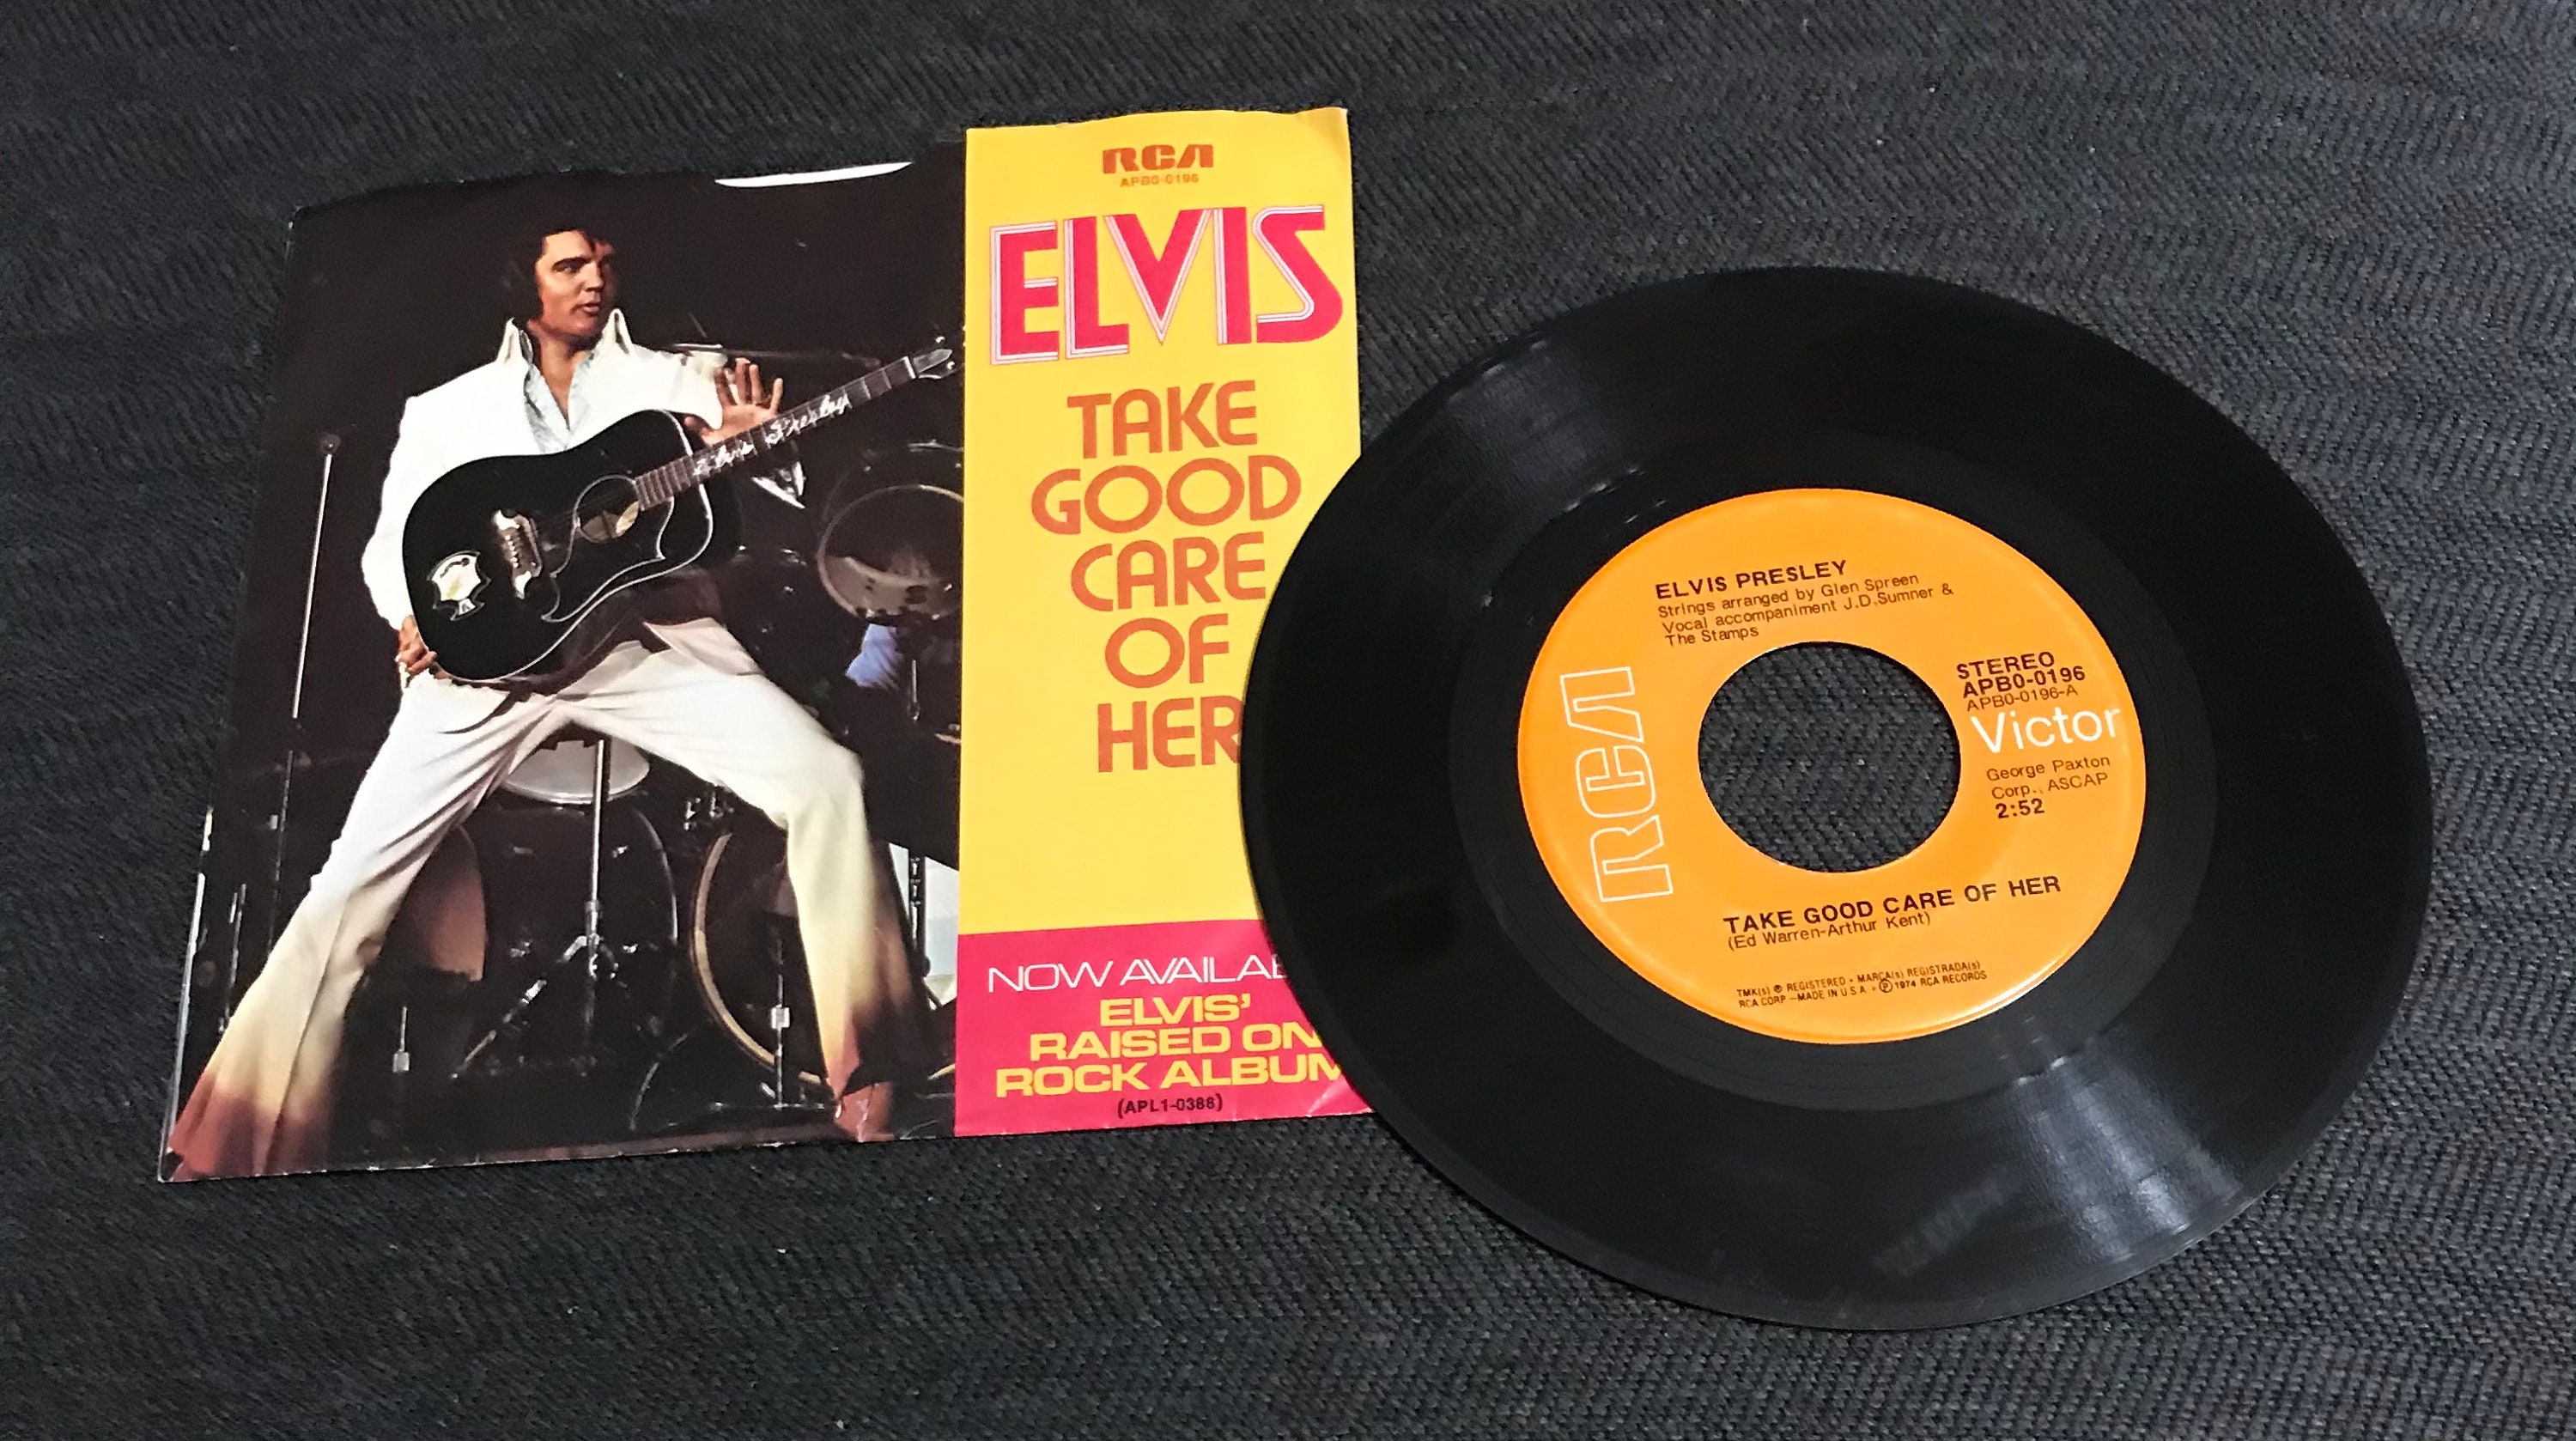 RCA
APB0-0196
ELVIS
TAKE
GOOD
CARE
OF
HER
NOW AVAILAB
ELVIS'
RAISED ON
ROCK ALBUM
(APL1-0388)
Elvis Presley
ELVIS PRESLEY
Strings arranged by Glen Spreen
Vocal accompaniment J.D.Sumner &
The Stamps
STEREO
APB0-0196
APB0-0196-A
Victor
George Paxton
Corp., ASCAP
2:52
RCA
TAKE GOOD CARE OF HER
(Ed Warren-Arthur Kent)
TMK(s) ® REGISTERED • MARCA(s) REGISTRADA(s)
RCA CORP —MADE IN U.S.A. • ℗ 1974 RCA RECORDS